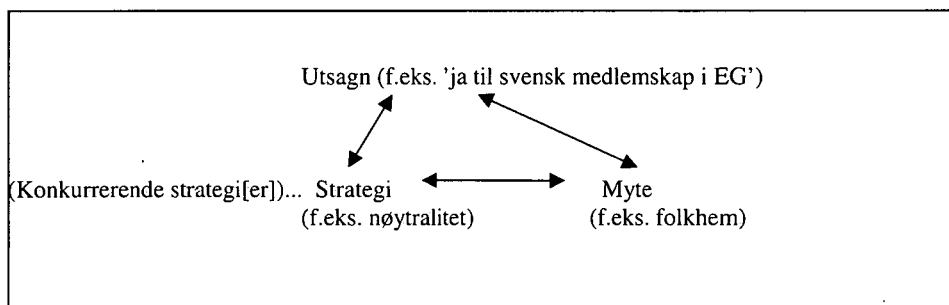 Utsagn (f.eks. 'ja til svensk medlemskap i EG')
(Konkurrerende strategi[er])... Strategi Myte
(f.eks. nøytralitet) (f.eks. folkhem)